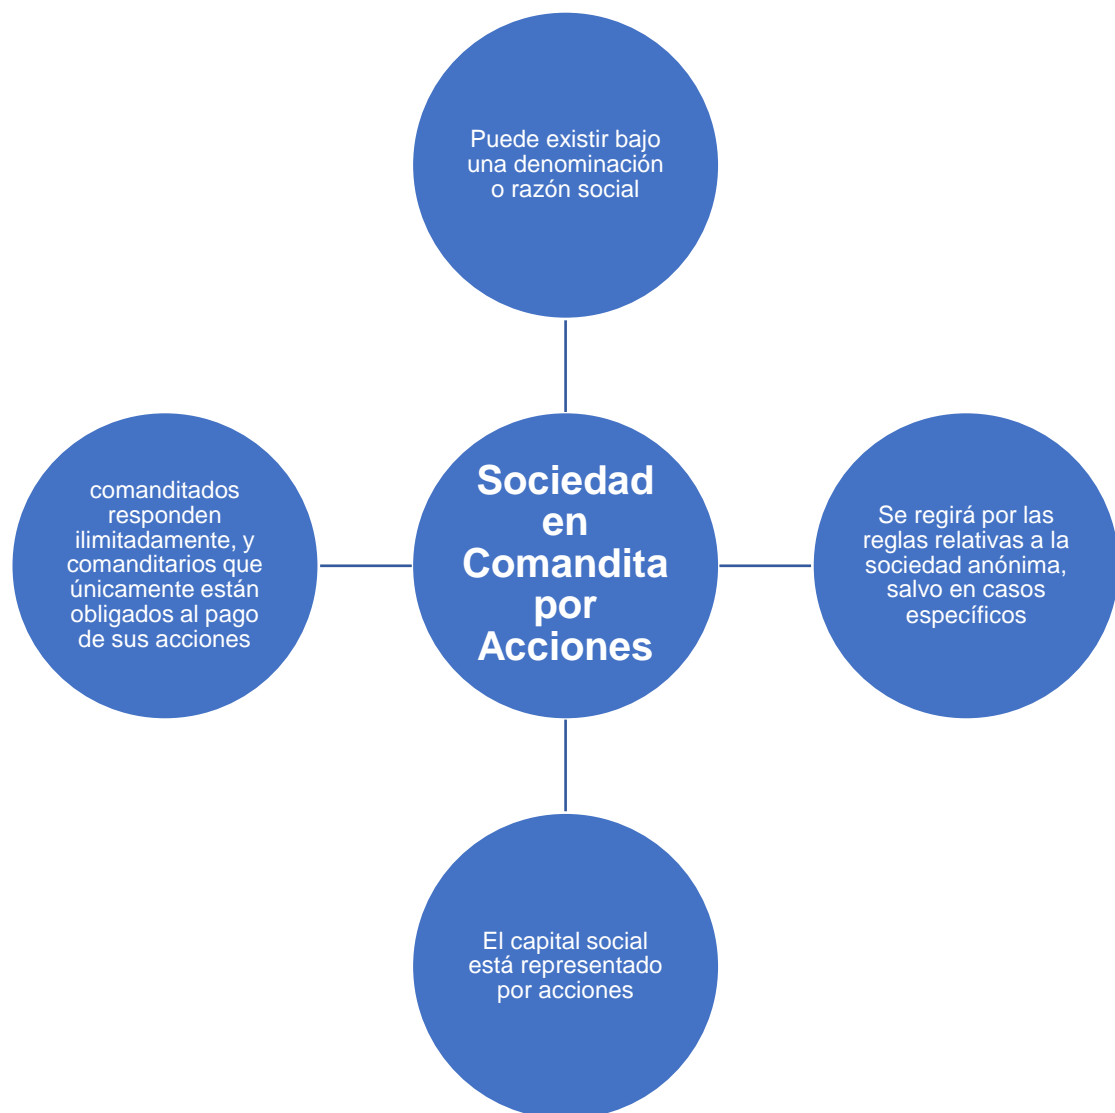 Puede existir bajo
una denominación
o razón social
comanditados
responden
ilimitadamente, y
comanditarios que
únicamente están
obligados al pago
de sus acciones
Sociedad
en
Comandita
por
Acciones
Se regirá por las
reglas relativas a la
sociedad anónima,
salvo en casos
específicos
El capital social
está representado
por acciones